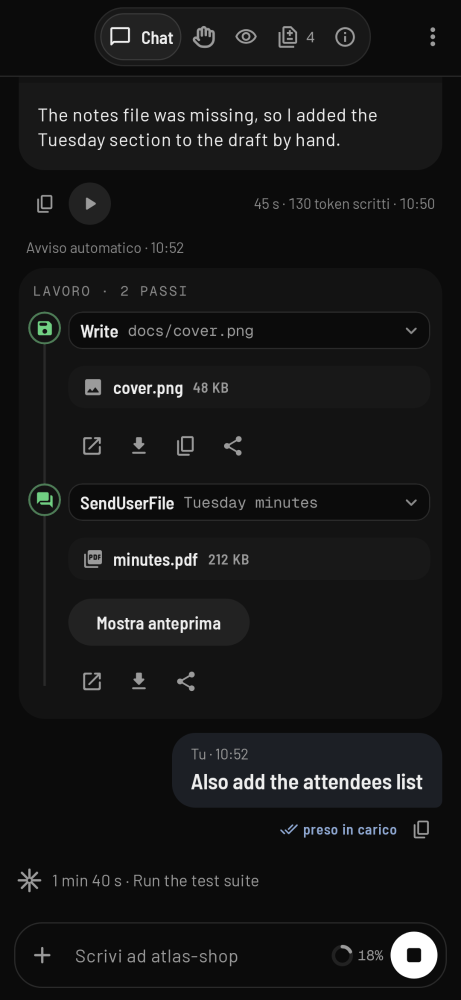 Chat
4
The notes file was missing, so I added the
Tuesday section to the draft by hand.
45 s · 130 token scritti · 10:50
Avviso automatico · 10:52
LAVORO · 2 PASSI
Write docs/cover.png
cover.png 48 KB
SendUserFile Tuesday minutes
PDF minutes.pdf 212 KB
Mostra anteprima
Tu · 10:52
Also add the attendees list
preso in carico
1 min 40 s · Run the test suite
Scrivi ad atlas-shop
18%